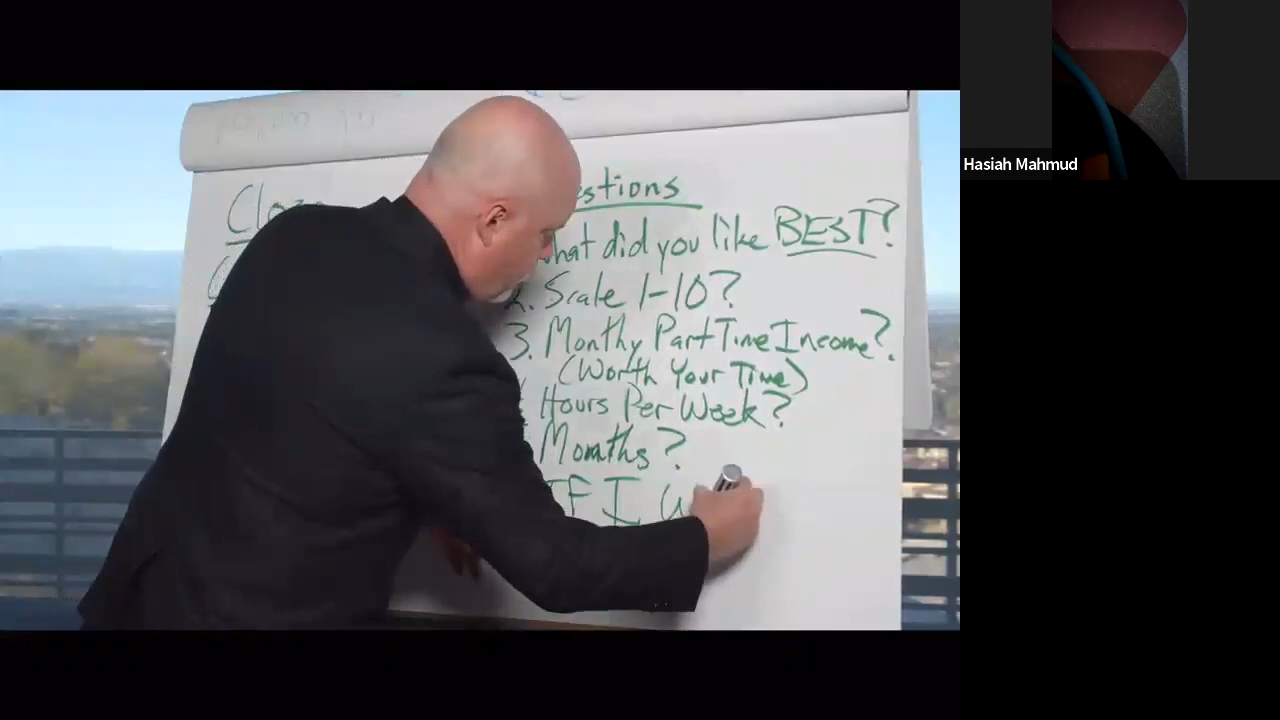 estions
hat did you like BEST?
2. Scale 1-10?
3. Monthy Part Time Income?
(Worth Your Time)
Hours Per Week?
Months?
IF I
Hasiah Mahmud